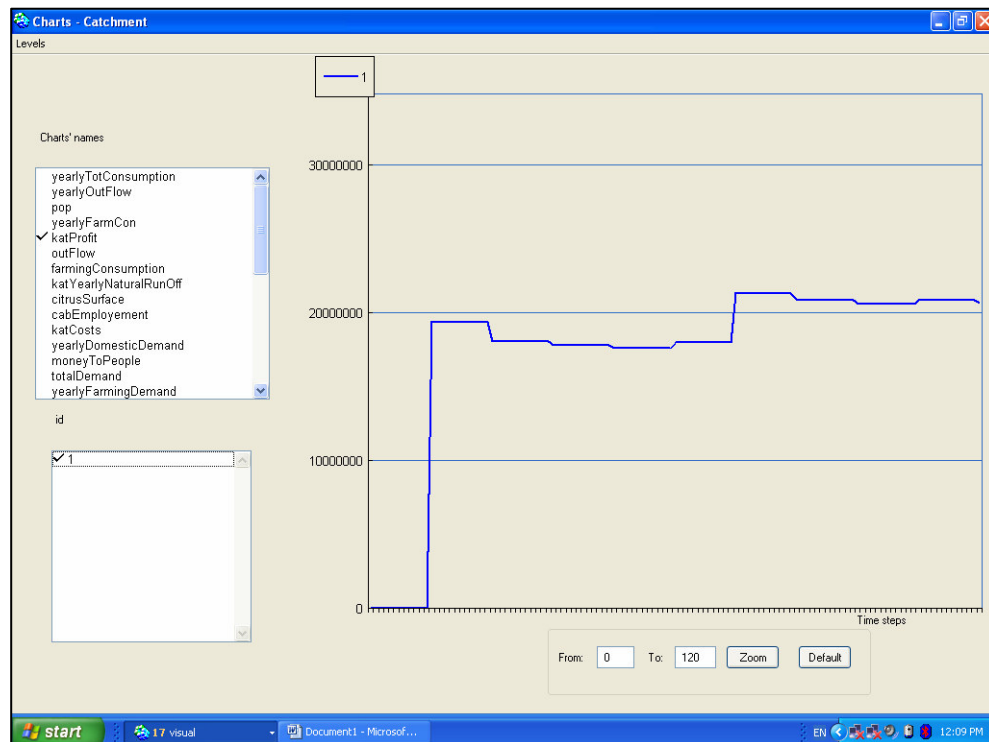 Charts - Catchment
Levels
1
Charts' names
yearlyTotConsumption
yearlyOutFlow
pop
yearlyFarmCon
katProfit
outFlow
farmingConsumption
katYearlyNaturalRunOff
citrusSurface
cabEmployement
katCosts
yearlyDomesticDemand
moneyToPeople
totalDemand
yearlyFarmingDemand
id
1
30000000
20000000
10000000
0
Time steps
From: 0 To: 120 Zoom Default
start 17 visual Document1 - Microsof... EN 12:09 PM